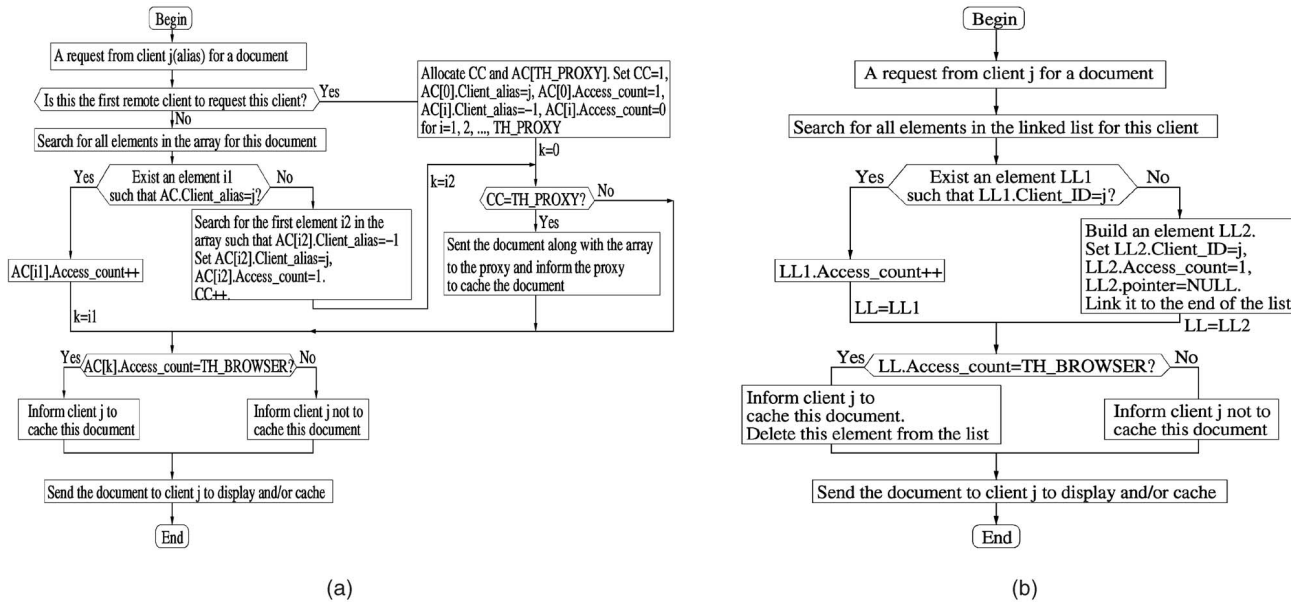 Begin
A request from client j(alias) for a document
Is this the first remote client to request this client?
Yes
No
Allocate CC and AC[TH_PROXY]. Set CC=1,
AC[0].Client_alias=j, AC[0].Access_count=1,
AC[i].Client_alias=−1, AC[i].Access_count=0
for i=1, 2, ..., TH_PROXY
Search for all elements in the array for this document
k=0
Yes
Exist an element i1
such that AC.Client_alias=j?
No
k=i2
CC=TH_PROXY?
No
Yes
Search for the first element i2 in the
array such that AC[i2].Client_alias=−1
Set AC[i2].Client_alias=j,
AC[i2].Access_count=1.
CC++.
Sent the document along with the array
to the proxy and inform the proxy
to cache the document
AC[i1].Access_count++
k=i1
Yes
AC[k].Access_count=TH_BROWSER?
No
Inform client j to
cache this document
Inform client j not to
cache this document
Send the document to client j to display and/or cache
End
(a)
Begin
A request from client j for a document
Search for all elements in the linked list for this client
Yes
Exist an element LL1
such that LL1.Client_ID=j?
No
LL1.Access_count++
Build an element LL2.
Set LL2.Client_ID=j,
LL2.Access_count=1,
LL2.pointer=NULL.
Link it to the end of the list
LL=LL1
LL=LL2
Yes
LL.Access_count=TH_BROWSER?
No
Inform client j to
cache this document.
Delete this element from the list
Inform client j not to
cache this document
Send the document to client j to display and/or cache
End
(b)